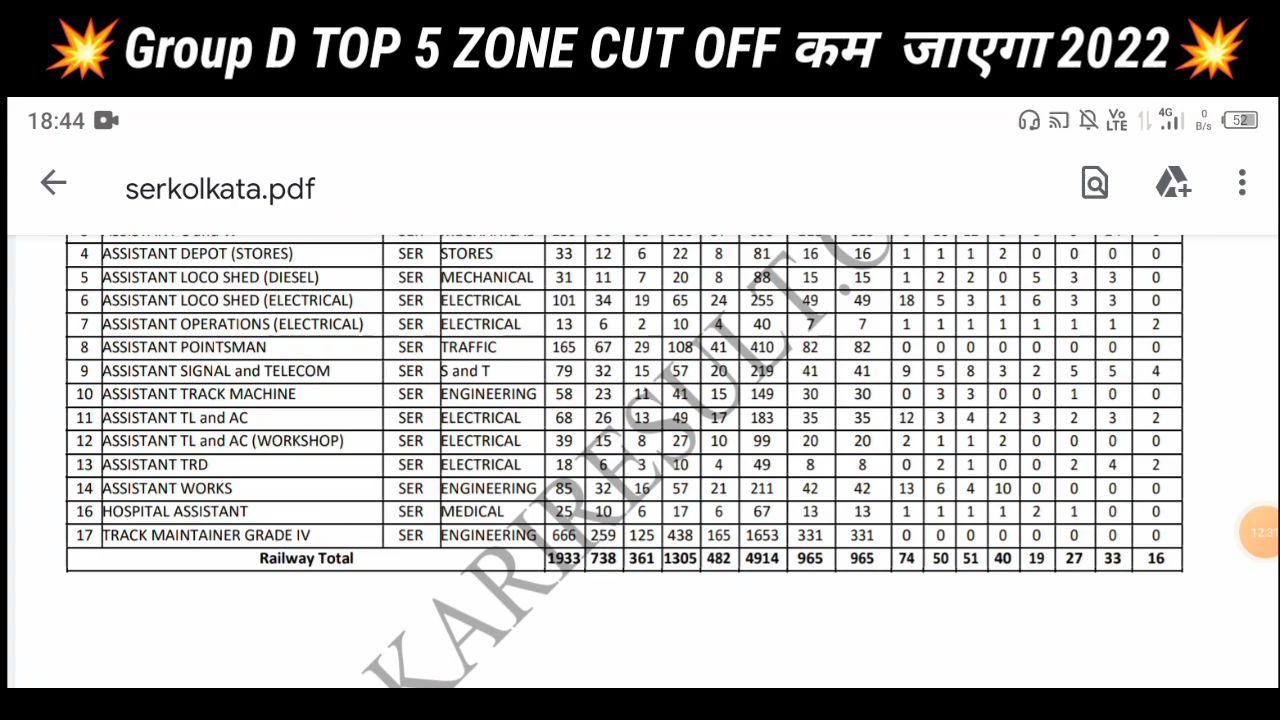 Group D TOP 5 ZONE CUT OFF कम जाएगा 2022
18:44 Vo LTE 4G 0 B/s 52
serkolkata.pdf
4 ASSISTANT DEPOT (STORES) SER STORES 33 12 6 22 8 81 16 16 1 1 1 2 0 0 0 0
5 ASSISTANT LOCO SHED (DIESEL) SER MECHANICAL 31 11 7 20 8 88 15 15 1 2 2 0 5 3 3 0
6 ASSISTANT LOCO SHED (ELECTRICAL) SER ELECTRICAL 101 34 19 65 24 255 49 49 18 5 3 1 6 3 3 0
7 ASSISTANT OPERATIONS (ELECTRICAL) SER ELECTRICAL 13 6 2 10 4 40 7 7 1 1 1 1 1 1 1 2
8 ASSISTANT POINTSMAN SER TRAFFIC 165 67 29 108 41 410 82 82 0 0 0 0 0 0 0 0
9 ASSISTANT SIGNAL and TELECOM SER S and T 79 32 15 57 20 219 41 41 9 5 8 3 2 5 5 4
10 ASSISTANT TRACK MACHINE SER ENGINEERING 58 23 11 41 15 149 30 30 0 3 3 0 0 1 0 0
11 ASSISTANT TL and AC SER ELECTRICAL 68 26 13 49 17 183 35 35 12 3 4 2 3 2 3 2
12 ASSISTANT TL and AC (WORKSHOP) SER ELECTRICAL 39 15 8 27 10 99 20 20 2 1 1 2 0 0 0 0
13 ASSISTANT TRD SER ELECTRICAL 18 6 3 10 4 49 8 8 0 2 1 0 0 2 4 2
14 ASSISTANT WORKS SER ENGINEERING 85 32 16 57 21 211 42 42 13 6 4 10 0 0 0 0
16 HOSPITAL ASSISTANT SER MEDICAL 25 10 6 17 6 67 13 13 1 1 1 1 2 1 0 0
17 TRACK MAINTAINER GRADE IV SER ENGINEERING 666 259 125 438 165 1653 331 331 0 0 0 0 0 0 0 0
Railway Total 1933 738 361 1305 482 4914 965 965 74 50 51 40 19 27 33 16
KARIRESULT.C
12:31